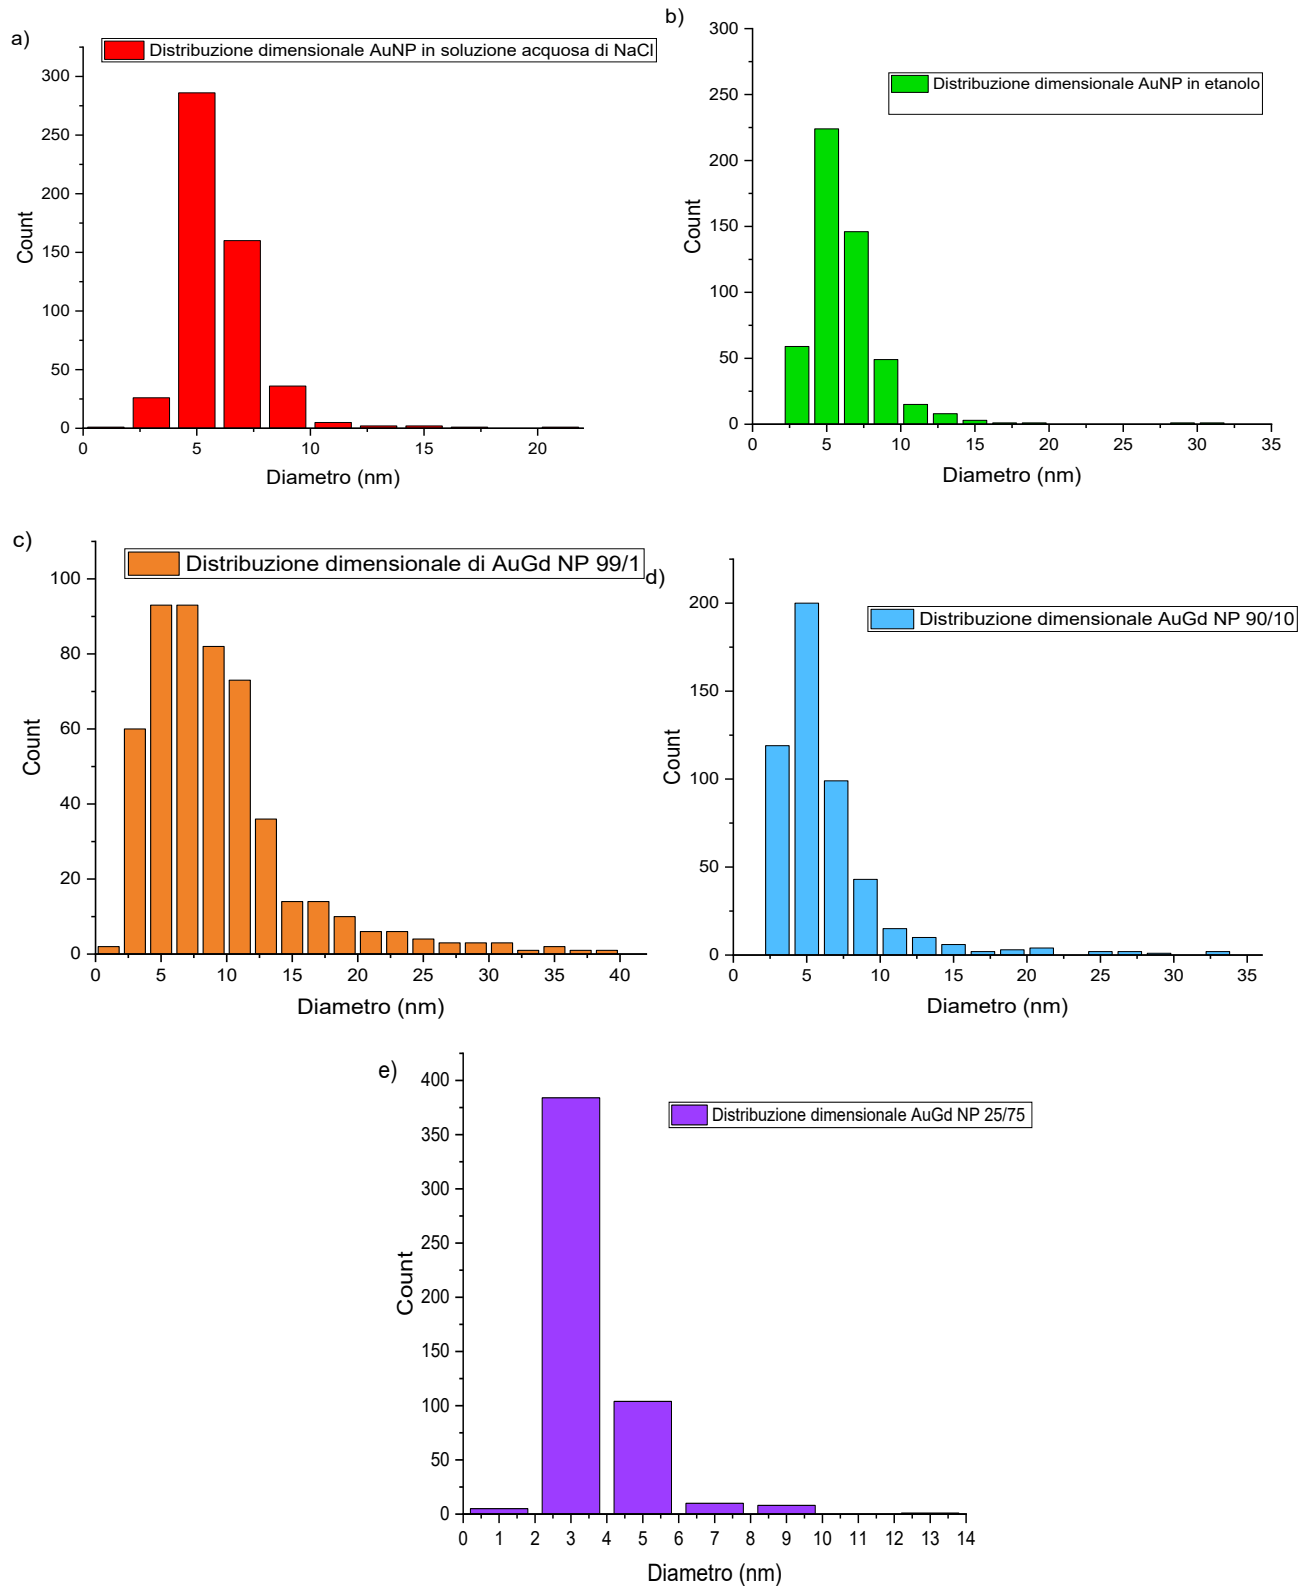 a)
Distribuzione dimensionale AuNP in soluzione acquosa di NaCl
300
250
200
150
100
50
0
Count
0 5 10 15 20
Diametro (nm)
b)
Distribuzione dimensionale AuNP in etanolo
300
250
200
150
100
50
0
Count
0 5 10 15 20 25 30 35
Diametro (nm)
c)
Distribuzione dimensionale di AuGd NP 99/1
100
80
60
40
20
0
Count
0 5 10 15 20 25 30 35 40
Diametro (nm)
d)
Distribuzione dimensionale AuGd NP 90/10
200
150
100
50
0
Count
0 5 10 15 20 25 30 35
Diametro (nm)
e)
Distribuzione dimensionale AuGd NP 25/75
400
350
300
250
200
150
100
50
0
Count
0 1 2 3 4 5 6 7 8 9 10 11 12 13 14
Diametro (nm)